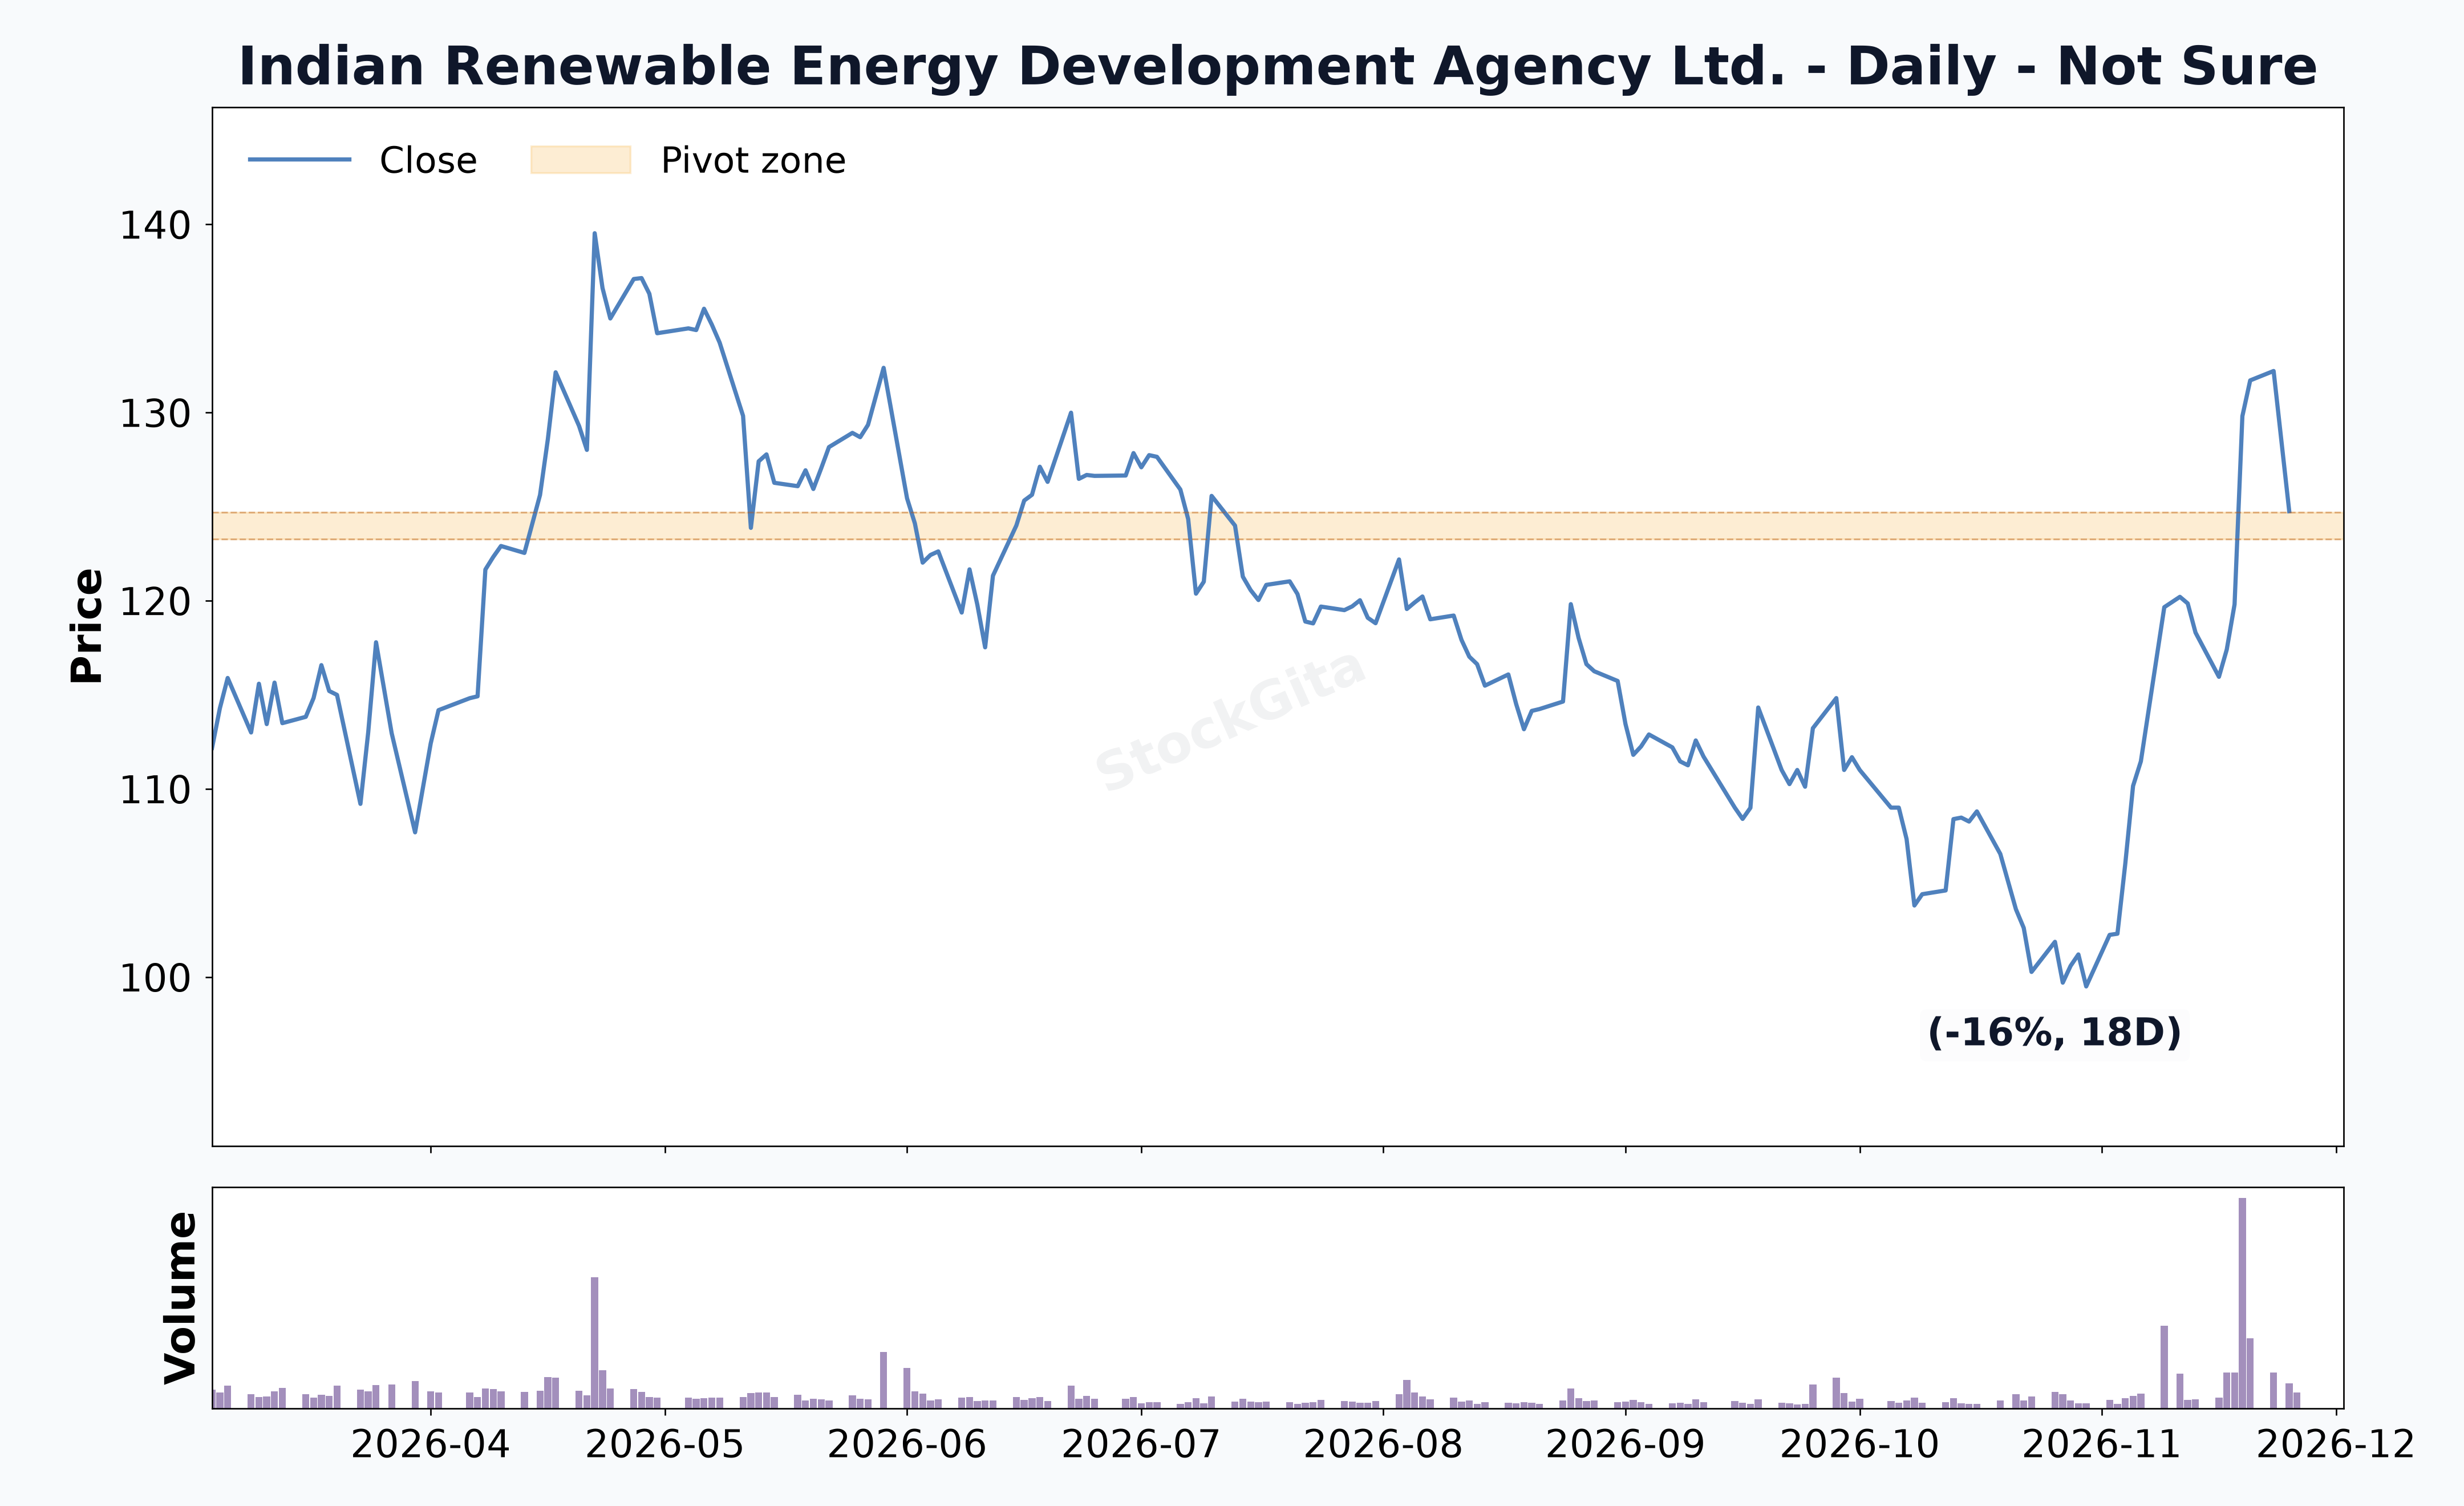 Indian Renewable Energy Development Agency Ltd. - Daily - Not Sure
Close
Pivot zone
140
130
120
110
100
Price
StockGita
(-16%, 18D)
Volume
2026-04
2026-05
2026-06
2026-07
2026-08
2026-09
2026-10
2026-11
2026-12